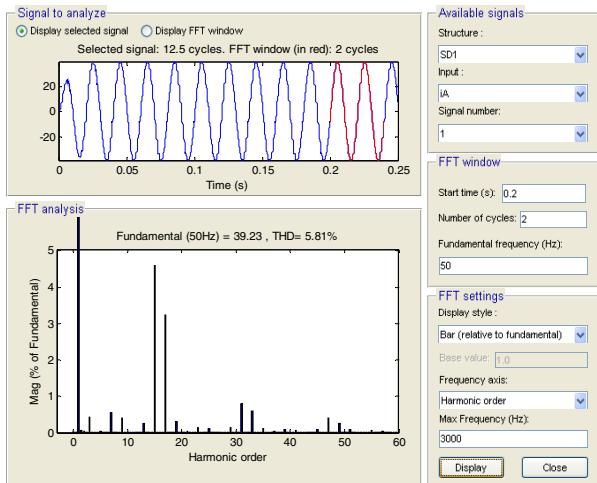 Signal to analyze
Display selected signal Display FFT window
Selected signal: 12.5 cycles. FFT window (in red): 2 cycles
20
0
-20
0 0.05 0.1 0.15 0.2 0.25
Time (s)
FFT analysis
Fundamental (50Hz) = 39.23 , THD= 5.81%
5
4
3
2
1
0
Mag (% of Fundamental)
0 10 20 30 40 50 60
Harmonic order
Available signals
Structure :
SD1
Input :
iA
Signal number:
1
FFT window
Start time (s): 0.2
Number of cycles: 2
Fundamental frequency (Hz):
50
FFT settings
Display style :
Bar (relative to fundamental)
Base value: 1.0
Frequency axis:
Harmonic order
Max Frequency (Hz):
3000
Display Close